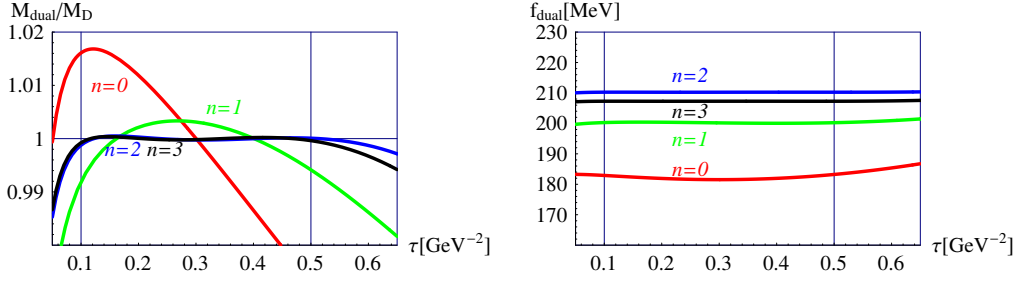 M_dual/M_D
1.02
1.01
1
0.99
n=0
n=1
n=2
n=3
0.1 0.2 0.3 0.4 0.5 0.6
τ[GeV⁻²]
f_dual[MeV]
230
220
210
200
190
180
170
n=2
n=3
n=1
n=0
0.1 0.2 0.3 0.4 0.5 0.6
τ[GeV⁻²]